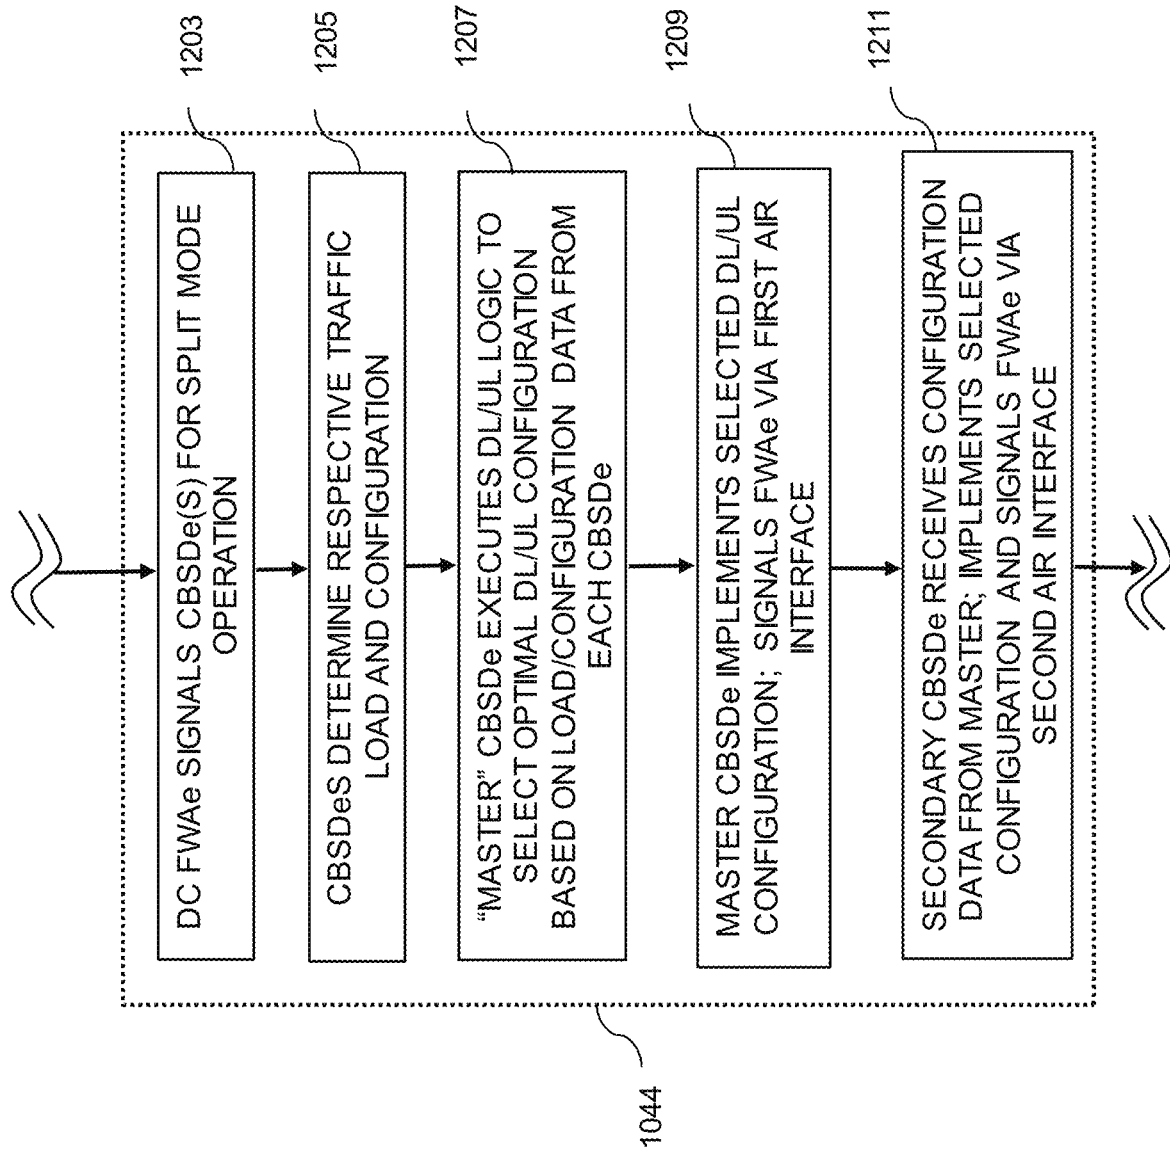 DC FWAe SIGNALS CBSDe(S) FOR SPLIT MODE
OPERATION
1203
CBSDeS DETERMINE RESPECTIVE TRAFFIC
LOAD AND CONFIGURATION
1205
“MASTER” CBSDe EXECUTES DL/UL LOGIC TO
SELECT OPTIMAL DL/UL CONFIGURATION
BASED ON LOAD/CONFIGURATION DATA FROM
EACH CBSDe
1207
MASTER CBSDe IMPLEMENTS SELECTED DL/UL
CONFIGURATION; SIGNALS FWAe VIA FIRST AIR
INTERFACE
1209
SECONDARY CBSDe RECEIVES CONFIGURATION
DATA FROM MASTER; IMPLEMENTS SELECTED
CONFIGURATION AND SIGNALS FWAe VIA
SECOND AIR INTERFACE
1211
1044